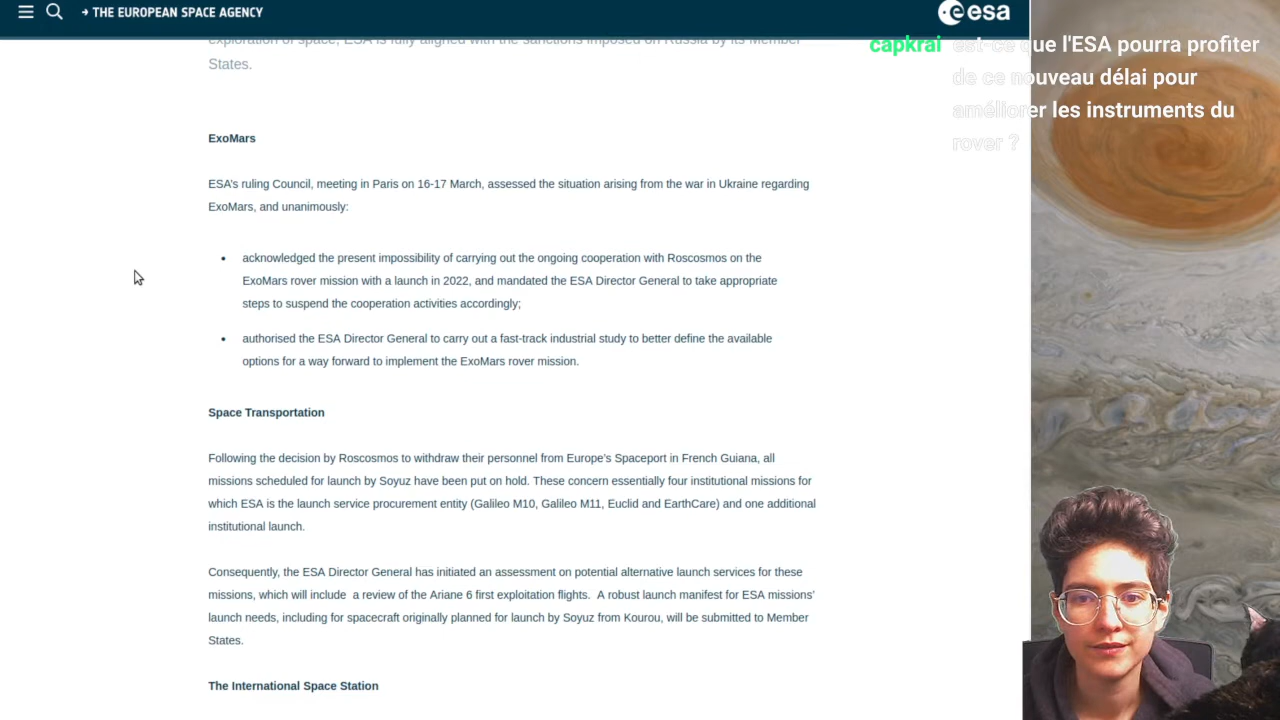 → THE EUROPEAN SPACE AGENCY
esa
capkrai est-ce que l'ESA pourra profiter
de ce nouveau délai pour
améliorer les instruments du
rover ?
exploration of space, ESA is fully aligned with the sanctions imposed on Russia by its Member
States.
ExoMars
ESA's ruling Council, meeting in Paris on 16-17 March, assessed the situation arising from the war in Ukraine regarding
ExoMars, and unanimously:
• acknowledged the present impossibility of carrying out the ongoing cooperation with Roscosmos on the
ExoMars rover mission with a launch in 2022, and mandated the ESA Director General to take appropriate
steps to suspend the cooperation activities accordingly;
• authorised the ESA Director General to carry out a fast-track industrial study to better define the available
options for a way forward to implement the ExoMars rover mission.
Space Transportation
Following the decision by Roscosmos to withdraw their personnel from Europe's Spaceport in French Guiana, all
missions scheduled for launch by Soyuz have been put on hold. These concern essentially four institutional missions for
which ESA is the launch service procurement entity (Galileo M10, Galileo M11, Euclid and EarthCare) and one additional
institutional launch.
Consequently, the ESA Director General has initiated an assessment on potential alternative launch services for these
missions, which will include a review of the Ariane 6 first exploitation flights. A robust launch manifest for ESA missions'
launch needs, including for spacecraft originally planned for launch by Soyuz from Kourou, will be submitted to Member
States.
The International Space Station